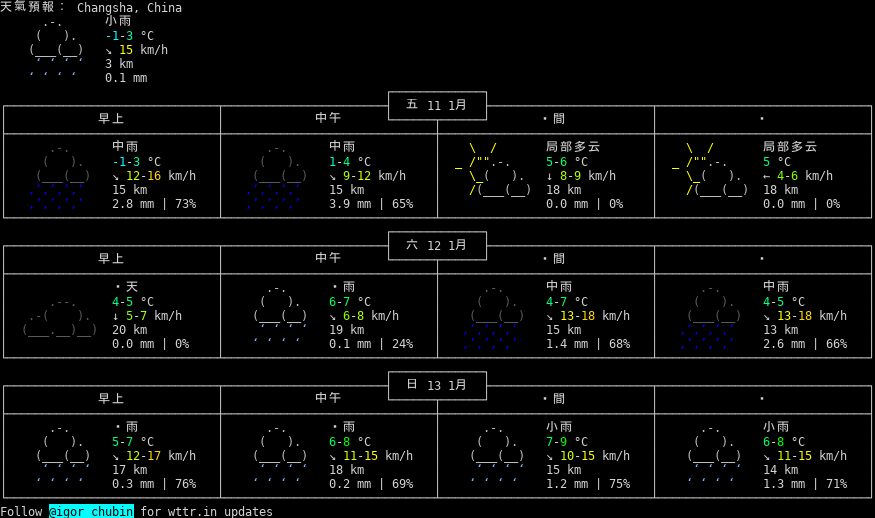 天氣預報： Changsha, China
小雨
-1-3 °C
↘ 15 km/h
3 km
0.1 mm
五 11 1月
早上 中午 ・間 ・
中雨 中雨 局部多云 局部多云
-1-3 °C 1-4 °C 5-6 °C 5 °C
↘ 12-16 km/h ↘ 9-12 km/h ↓ 8-9 km/h ← 4-6 km/h
15 km 15 km 18 km 18 km
2.8 mm | 73% 3.9 mm | 65% 0.0 mm | 0% 0.0 mm | 0%
六 12 1月
早上 中午 ・間 ・
・天 ・雨 中雨 中雨
4-5 °C 6-7 °C 4-7 °C 4-5 °C
↓ 5-7 km/h ↘ 6-8 km/h ↘ 13-18 km/h ↘ 13-18 km/h
20 km 19 km 15 km 13 km
0.0 mm | 0% 0.1 mm | 24% 1.4 mm | 68% 2.6 mm | 66%
日 13 1月
早上 中午 ・間 ・
・雨 ・雨 小雨 小雨
5-7 °C 6-8 °C 7-9 °C 6-8 °C
↘ 12-17 km/h ↘ 11-15 km/h ↘ 10-15 km/h ↘ 11-15 km/h
17 km 18 km 15 km 14 km
0.3 mm | 76% 0.2 mm | 69% 1.2 mm | 75% 1.3 mm | 71%
Follow @igor_chubin for wttr.in updates